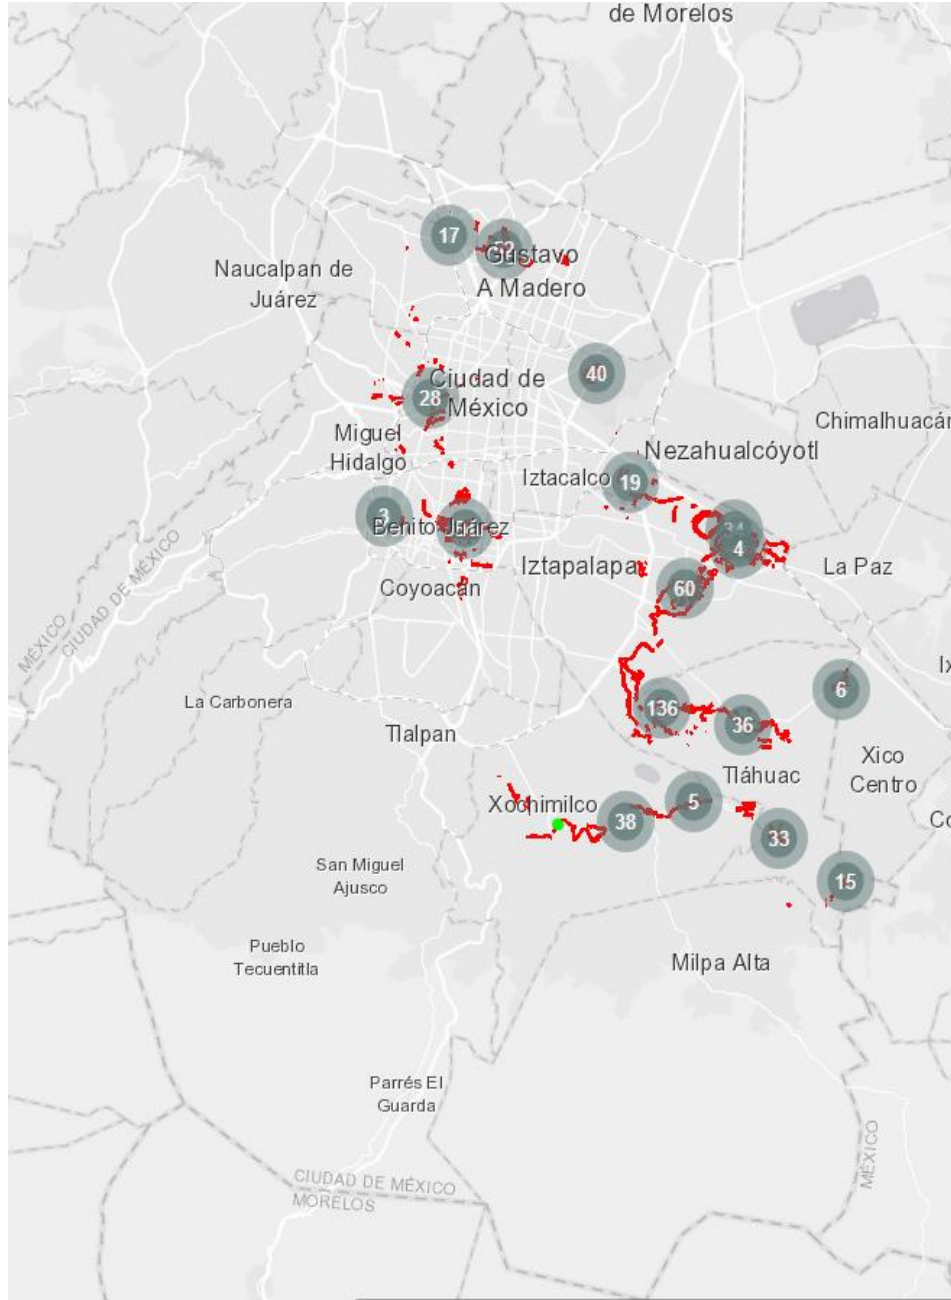 de Morelos
17
Gustavo
A Madero
Naucalpan de
Juárez
40
Ciudad de
México
28
Chimalhuacán
Miguel
Hidalgo
Nezahualcóyotl
Iztacalco
19
3
Benito Juárez
34
4
Iztapalapa
La Paz
60
Coyoacán
MÉXICO
CIUDAD DE MÉXICO
6
La Carbonera
136
36
Tlalpan
Xico
Centro
Tláhuac
5
Xochimilco
38
33
San Miguel
Ajusco
15
Pueblo
Tecuentitla
Milpa Alta
Parrés El
Guarda
MÉXICO
CIUDAD DE MÉXICO
MORELOS